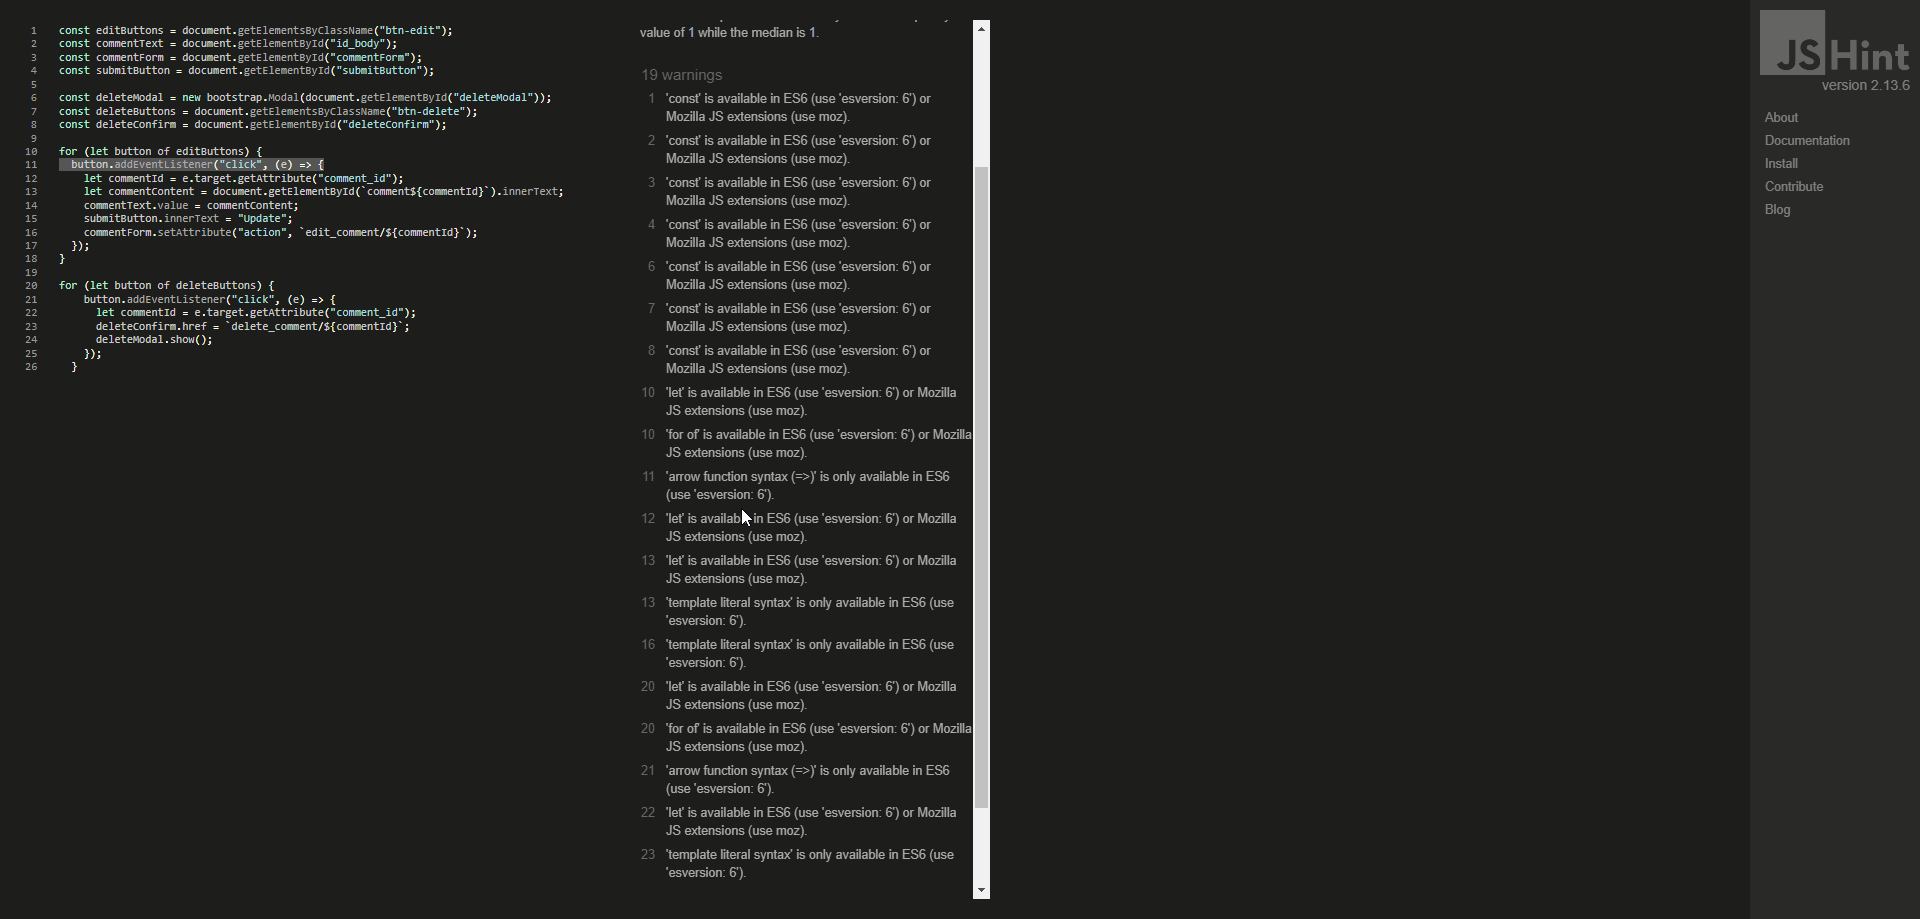 1 const editButtons = document.getElementsByClassName("btn-edit");
2 const commentText = document.getElementById("id_body");
3 const commentForm = document.getElementById("commentForm");
4 const submitButton = document.getElementById("submitButton");
5
6 const deleteModal = new bootstrap.Modal(document.getElementById("deleteModal"));
7 const deleteButtons = document.getElementsByClassName("btn-delete");
8 const deleteConfirm = document.getElementById("deleteConfirm");
9
10 for (let button of editButtons) {
11 button.addEventListener("click", (e) => {
12 let commentId = e.target.getAttribute("comment_id");
13 let commentContent = document.getElementById(`comment${commentId}`).innerText;
14 commentText.value = commentContent;
15 submitButton.innerText = "Update";
16 commentForm.setAttribute("action", `edit_comment/${commentId}`);
17 });
18 }
19
20 for (let button of deleteButtons) {
21 button.addEventListener("click", (e) => {
22 let commentId = e.target.getAttribute("comment_id");
23 deleteConfirm.href = `delete_comment/${commentId}`;
24 deleteModal.show();
25 });
26 }
value of 1 while the median is 1.
19 warnings
1 'const' is available in ES6 (use 'esversion: 6') or
Mozilla JS extensions (use moz).
2 'const' is available in ES6 (use 'esversion: 6') or
Mozilla JS extensions (use moz).
3 'const' is available in ES6 (use 'esversion: 6') or
Mozilla JS extensions (use moz).
4 'const' is available in ES6 (use 'esversion: 6') or
Mozilla JS extensions (use moz).
6 'const' is available in ES6 (use 'esversion: 6') or
Mozilla JS extensions (use moz).
7 'const' is available in ES6 (use 'esversion: 6') or
Mozilla JS extensions (use moz).
8 'const' is available in ES6 (use 'esversion: 6') or
Mozilla JS extensions (use moz).
10 'let' is available in ES6 (use 'esversion: 6') or Mozilla
JS extensions (use moz).
10 'for of' is available in ES6 (use 'esversion: 6') or Mozilla
JS extensions (use moz).
11 'arrow function syntax (=>)' is only available in ES6
(use 'esversion: 6').
12 'let' is available in ES6 (use 'esversion: 6') or Mozilla
JS extensions (use moz).
13 'let' is available in ES6 (use 'esversion: 6') or Mozilla
JS extensions (use moz).
13 'template literal syntax' is only available in ES6 (use
'esversion: 6').
16 'template literal syntax' is only available in ES6 (use
'esversion: 6').
20 'let' is available in ES6 (use 'esversion: 6') or Mozilla
JS extensions (use moz).
20 'for of' is available in ES6 (use 'esversion: 6') or Mozilla
JS extensions (use moz).
21 'arrow function syntax (=>)' is only available in ES6
(use 'esversion: 6').
22 'let' is available in ES6 (use 'esversion: 6') or Mozilla
JS extensions (use moz).
23 'template literal syntax' is only available in ES6 (use
'esversion: 6').
JSHint
version 2.13.6
About
Documentation
Install
Contribute
Blog